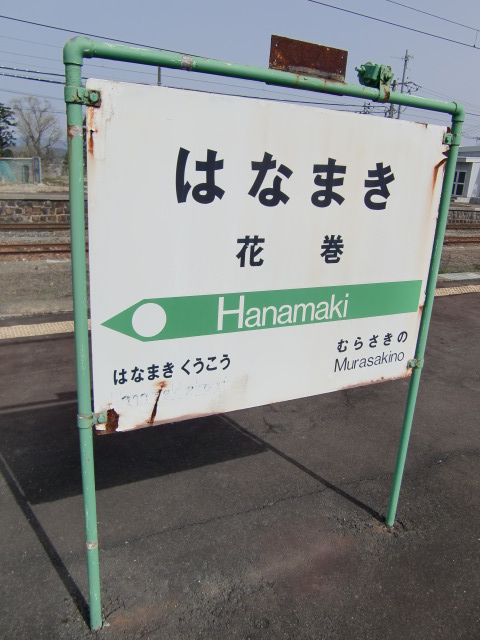 はなまき
花巻
Hanamaki
はなまきくうこう
むらさきの
Murasakino